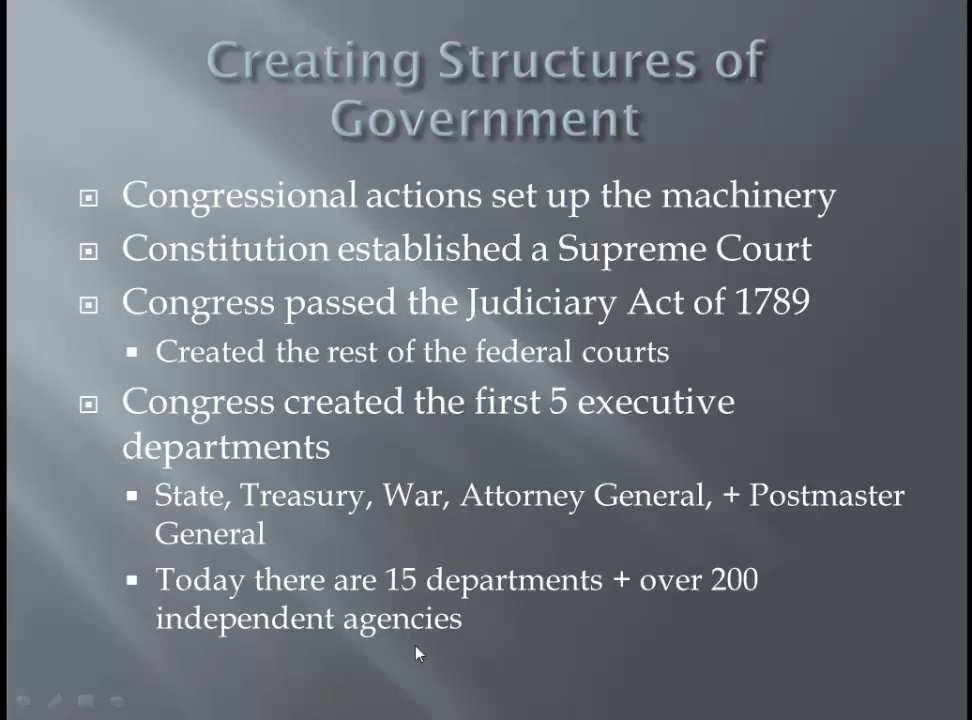 Creating Structures of
Government
Congressional actions set up the machinery
Constitution established a Supreme Court
Congress passed the Judiciary Act of 1789
Created the rest of the federal courts
Congress created the first 5 executive
departments
State, Treasury, War, Attorney General, + Postmaster
General
Today there are 15 departments + over 200
independent agencies